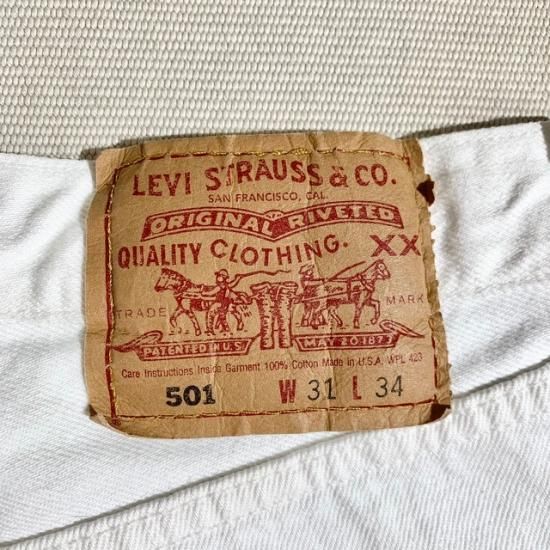 LEVI STRAUSS & CO.
SAN FRANCISCO, CAL.
ORIGINAL RIVETED
QUALITY CLOTHING. XX
TRADE MARK
PATENTED IN U.S. MAY 20 1873
Care Instructions Inside Garment 100% Cotton Made in U.S.A. WPL 423
501 W 31 L 34